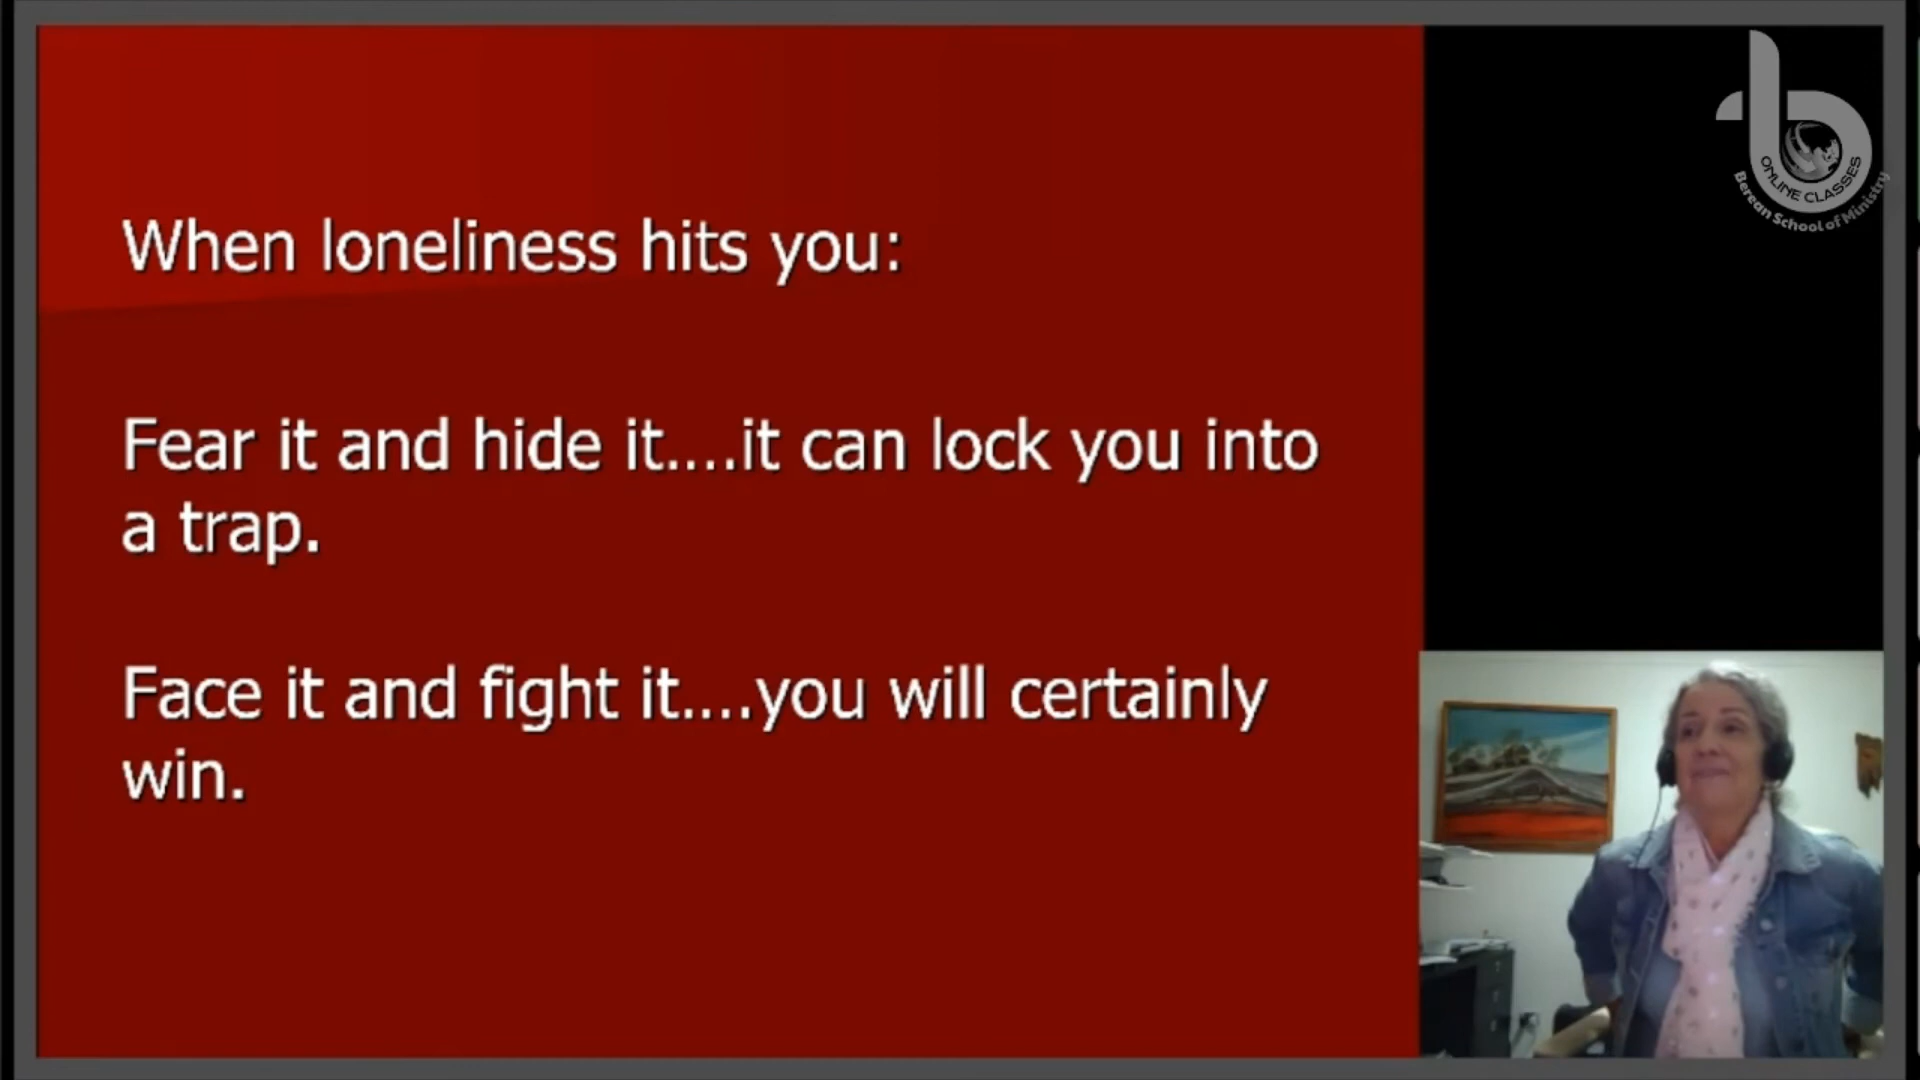 When loneliness hits you:
Fear it and hide it....it can lock you into
a trap.
Face it and fight it....you will certainly
win.
ONLINE CLASSES
Berean School of Ministry